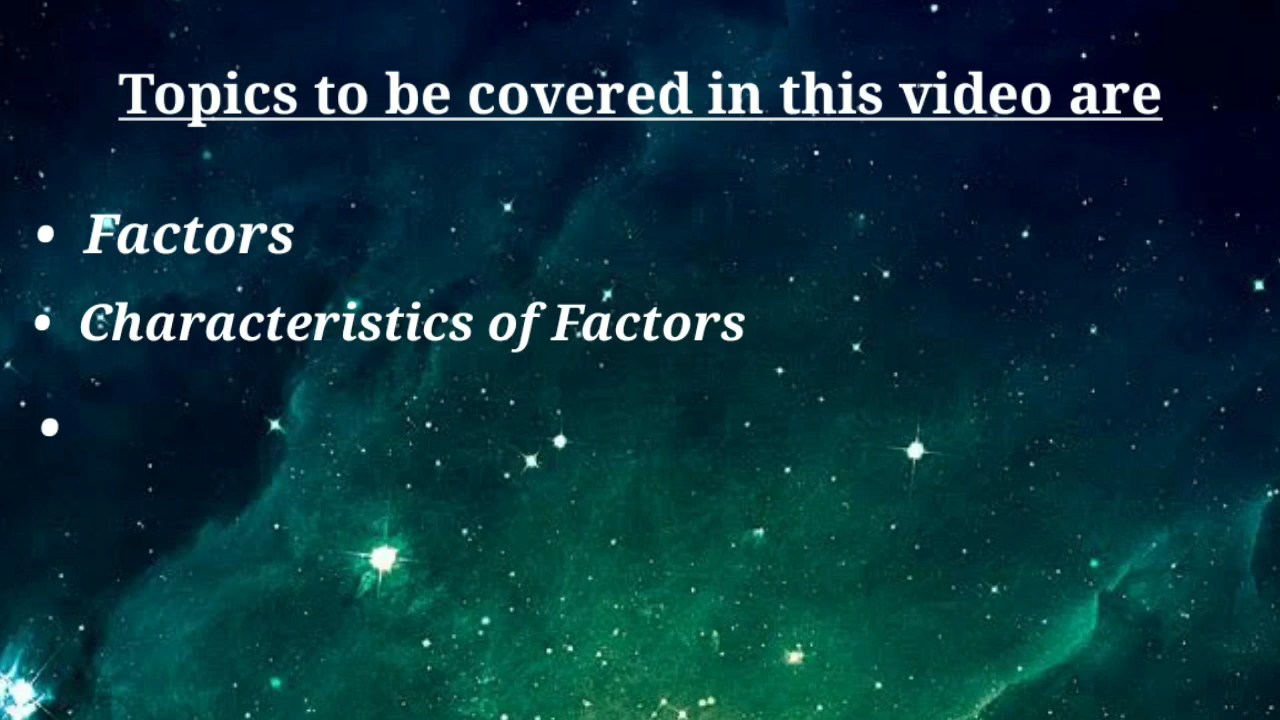 Topics to be covered in this video are
• Factors
• Characteristics of Factors
•